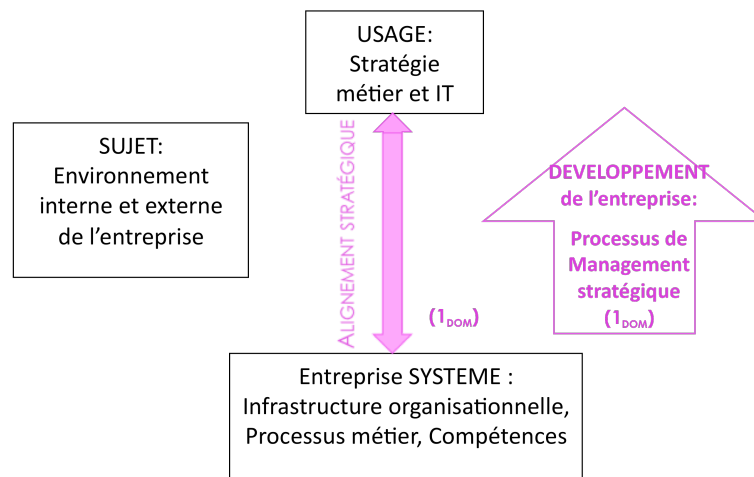 USAGE:
Stratégie
métier et IT
SUJET:
Environnement
interne et externe
de l’entreprise
ALIGNEMENT STRATÉGIQUE
(1DOM)
DEVELOPPEMENT
de l’entreprise:
Processus de
Management
stratégique
(1DOM)
Entreprise SYSTEME :
Infrastructure organisationnelle,
Processus métier, Compétences